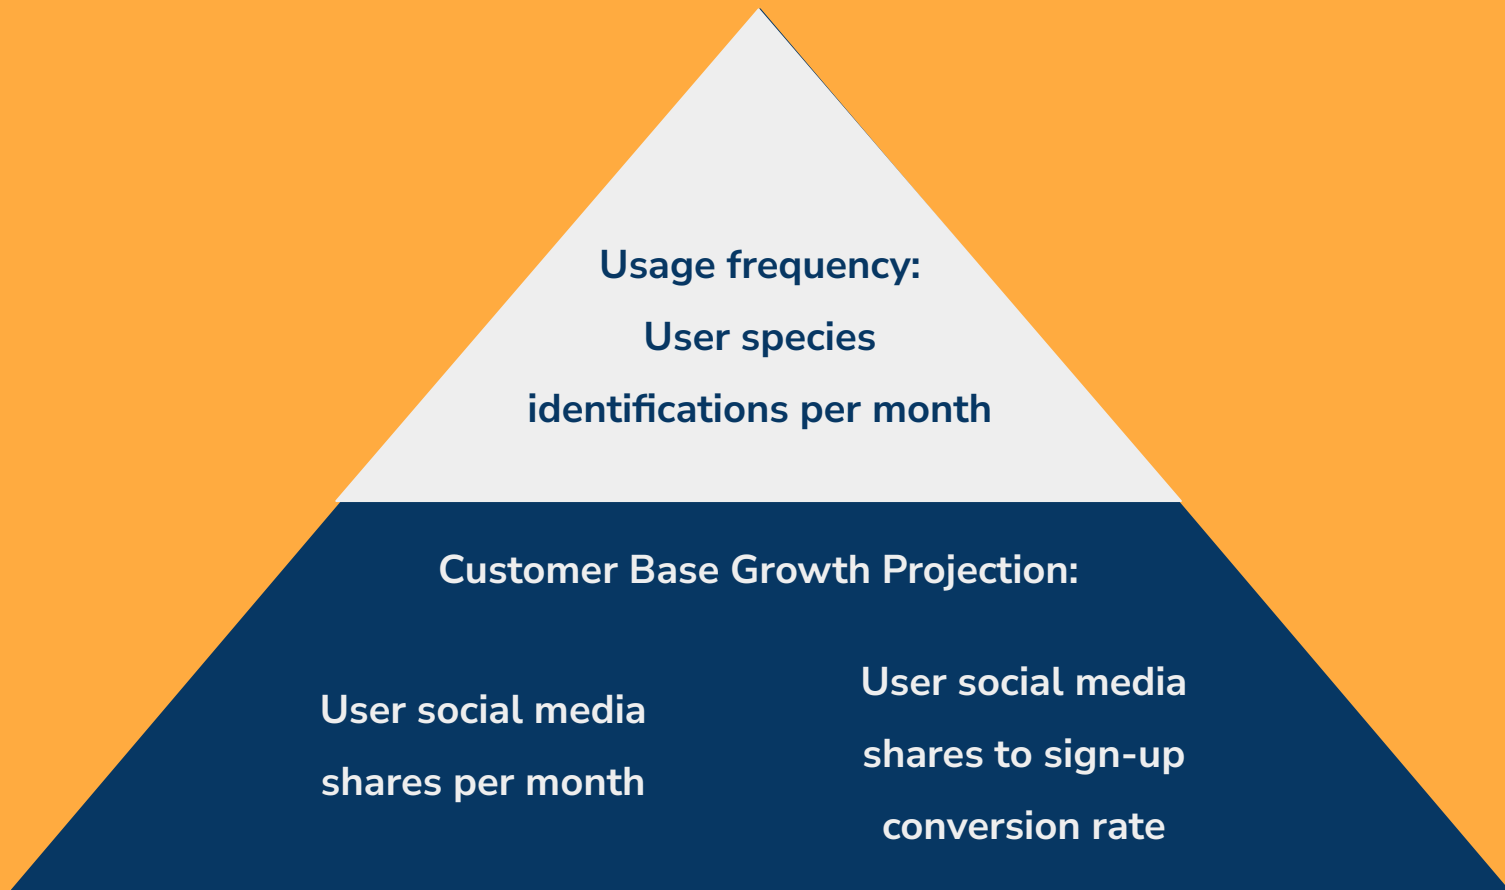 Usage frequency:
User species
identifications per month
Customer Base Growth Projection:
User social media
shares per month
User social media
shares to sign-up
conversion rate